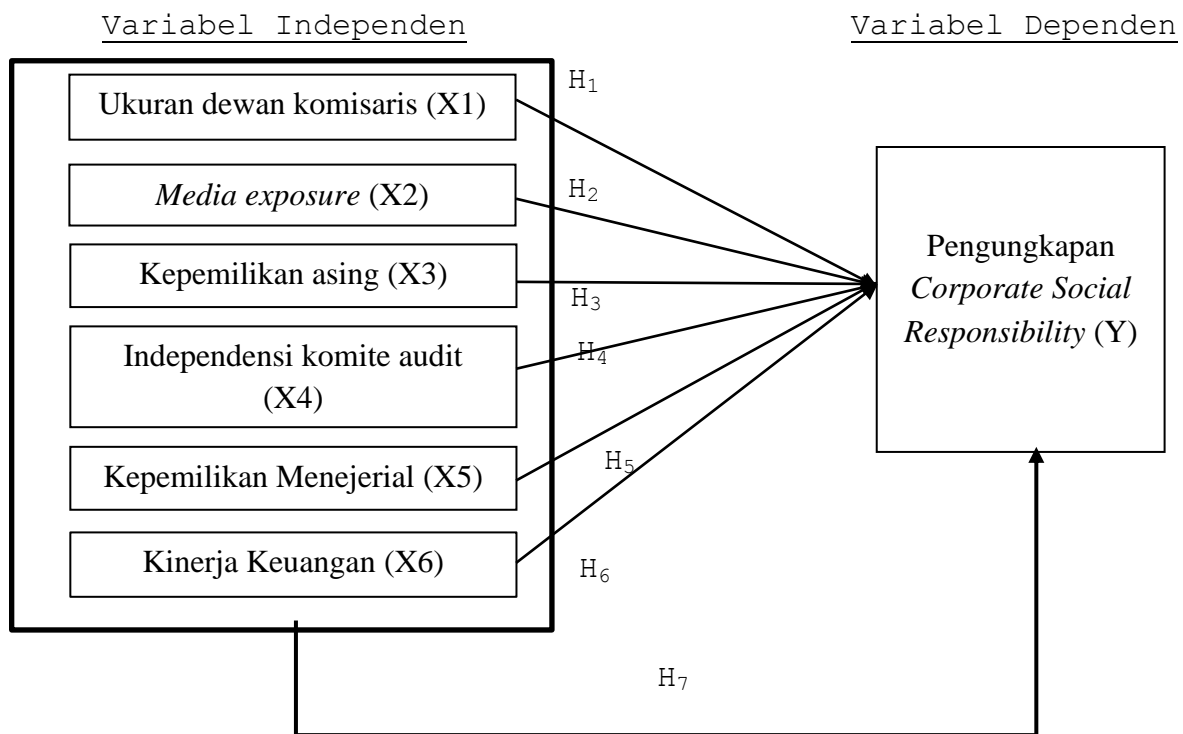 Variabel Independen
Variabel Dependen
Ukuran dewan komisaris (X1)
H1
Media exposure (X2)
H2
Kepemilikan asing (X3)
H3
Independensi komite audit
(X4)
H4
Kepemilikan Menejerial (X5)
H5
Kinerja Keuangan (X6)
H6
Pengungkapan
Corporate Social
Responsibility (Y)
H7